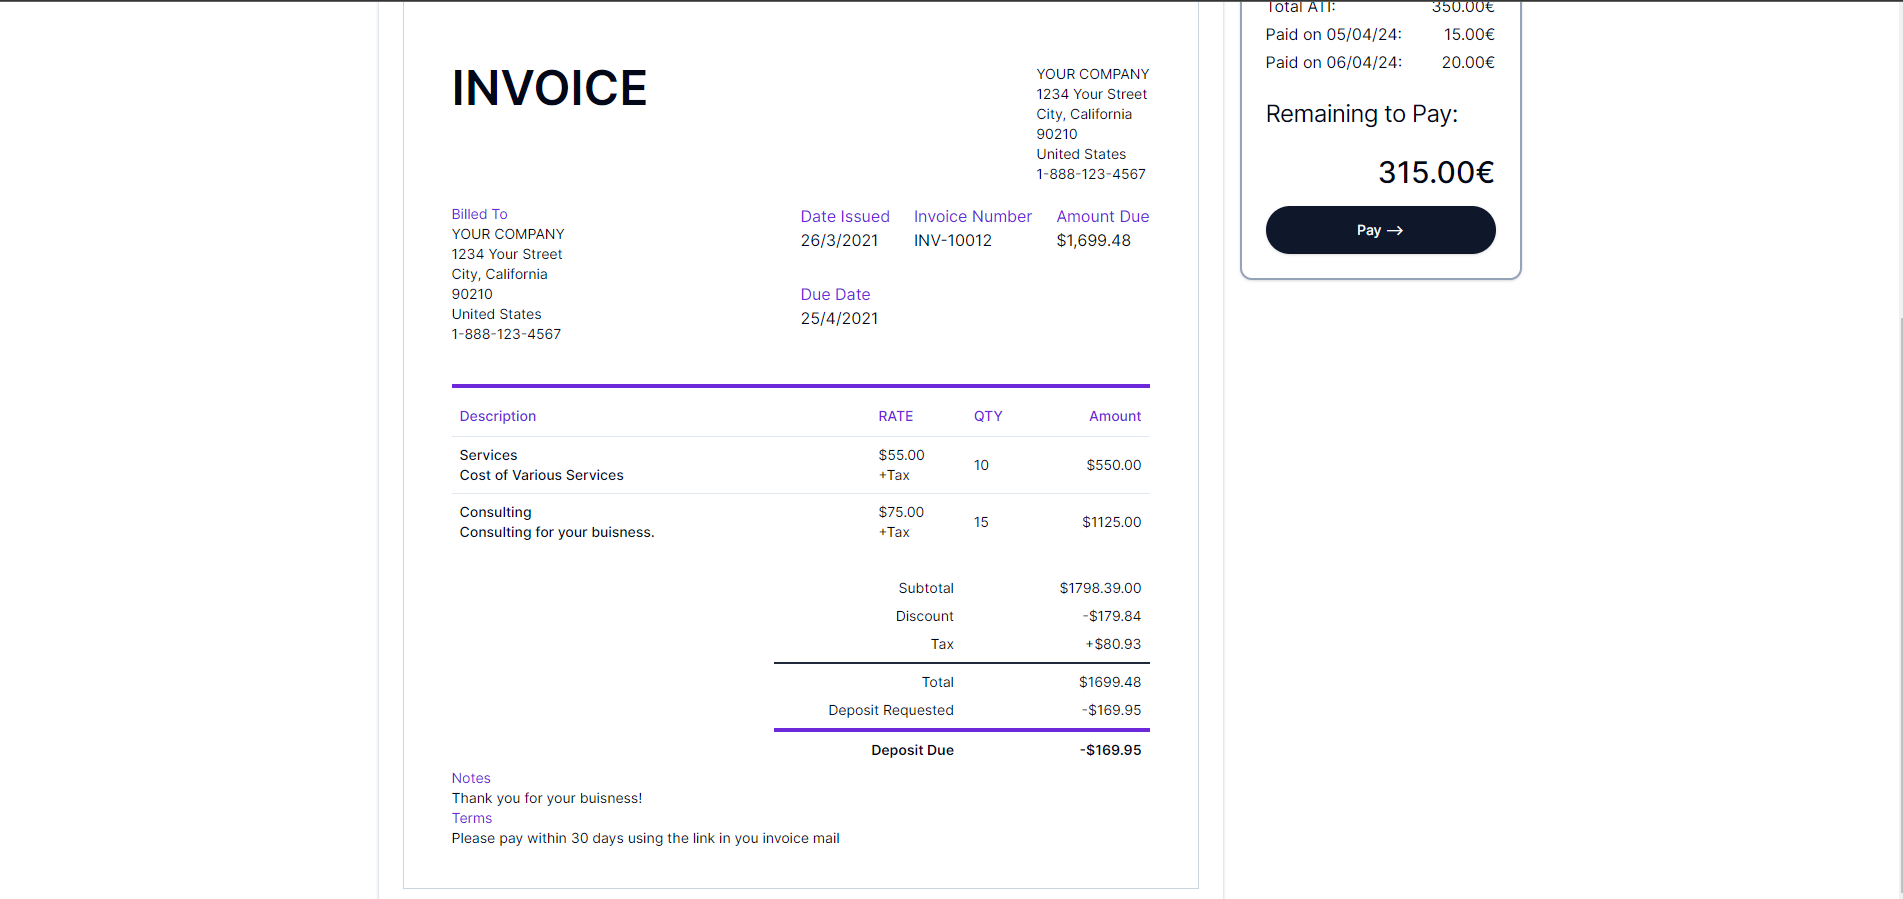 INVOICE
YOUR COMPANY
1234 Your Street
City, California
90210
United States
1-888-123-4567
Billed To
YOUR COMPANY
1234 Your Street
City, California
90210
United States
1-888-123-4567
Date Issued Invoice Number Amount Due
26/3/2021 INV-10012 $1,699.48
Due Date
25/4/2021
Description RATE QTY Amount
Services
Cost of Various Services
$55.00
+Tax
10
$550.00
Consulting
Consulting for your buisness.
$75.00
+Tax
15
$1125.00
Subtotal $1798.39.00
Discount -$179.84
Tax +$80.93
Total $1699.48
Deposit Requested -$169.95
Deposit Due -$169.95
Notes
Thank you for your buisness!
Terms
Please pay within 30 days using the link in you invoice mail
Total ATI: 350.00€
Paid on 05/04/24: 15.00€
Paid on 06/04/24: 20.00€
Remaining to Pay:
315.00€
Pay →